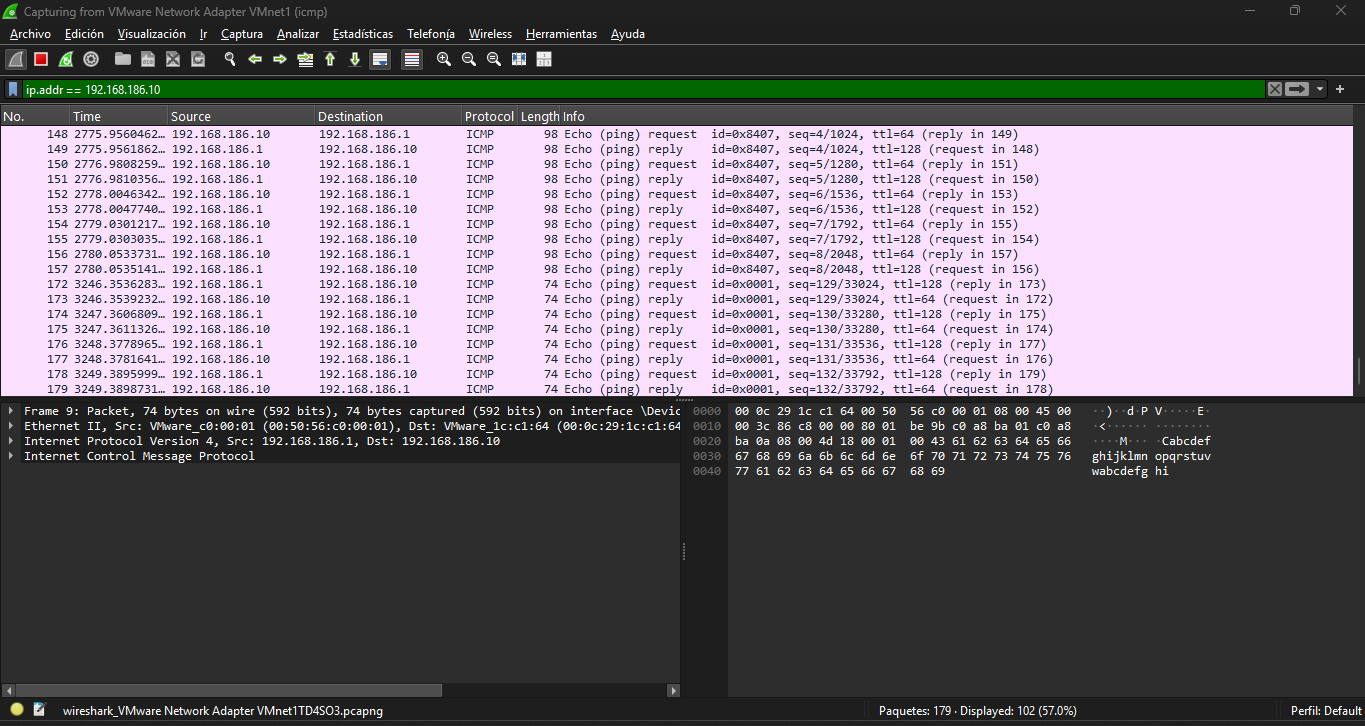 Capturing from VMware Network Adapter VMnet1 (icmp)
Archivo Edición Visualización Ir Captura Analizar Estadísticas Telefonía Wireless Herramientas Ayuda
ip.addr == 192.168.186.10
No. Time Source Destination Protocol Length Info
148 2775.9560462… 192.168.186.10 192.168.186.1 ICMP 98 Echo (ping) request id=0x8407, seq=4/1024, ttl=64 (reply in 149)
149 2775.9561862… 192.168.186.1 192.168.186.10 ICMP 98 Echo (ping) reply id=0x8407, seq=4/1024, ttl=128 (request in 148)
150 2776.9808259… 192.168.186.10 192.168.186.1 ICMP 98 Echo (ping) request id=0x8407, seq=5/1280, ttl=64 (reply in 151)
151 2776.9810356… 192.168.186.1 192.168.186.10 ICMP 98 Echo (ping) reply id=0x8407, seq=5/1280, ttl=128 (request in 150)
152 2778.0046342… 192.168.186.10 192.168.186.1 ICMP 98 Echo (ping) request id=0x8407, seq=6/1536, ttl=64 (reply in 153)
153 2778.0047740… 192.168.186.1 192.168.186.10 ICMP 98 Echo (ping) reply id=0x8407, seq=6/1536, ttl=128 (request in 152)
154 2779.0301217… 192.168.186.10 192.168.186.1 ICMP 98 Echo (ping) request id=0x8407, seq=7/1792, ttl=64 (reply in 155)
155 2779.0303035… 192.168.186.1 192.168.186.10 ICMP 98 Echo (ping) reply id=0x8407, seq=7/1792, ttl=128 (request in 154)
156 2780.0533731… 192.168.186.10 192.168.186.1 ICMP 98 Echo (ping) request id=0x8407, seq=8/2048, ttl=64 (reply in 157)
157 2780.0535141… 192.168.186.1 192.168.186.10 ICMP 98 Echo (ping) reply id=0x8407, seq=8/2048, ttl=128 (request in 156)
172 3246.3536283… 192.168.186.1 192.168.186.10 ICMP 74 Echo (ping) request id=0x0001, seq=129/33024, ttl=128 (reply in 173)
173 3246.3539232… 192.168.186.10 192.168.186.1 ICMP 74 Echo (ping) reply id=0x0001, seq=129/33024, ttl=64 (request in 172)
174 3247.3606809… 192.168.186.1 192.168.186.10 ICMP 74 Echo (ping) request id=0x0001, seq=130/33280, ttl=128 (reply in 175)
175 3247.3611326… 192.168.186.10 192.168.186.1 ICMP 74 Echo (ping) reply id=0x0001, seq=130/33280, ttl=64 (request in 174)
176 3248.3778965… 192.168.186.1 192.168.186.10 ICMP 74 Echo (ping) request id=0x0001, seq=131/33536, ttl=128 (reply in 177)
177 3248.3781641… 192.168.186.10 192.168.186.1 ICMP 74 Echo (ping) reply id=0x0001, seq=131/33536, ttl=64 (request in 176)
178 3249.3895999… 192.168.186.1 192.168.186.10 ICMP 74 Echo (ping) request id=0x0001, seq=132/33792, ttl=128 (reply in 179)
179 3249.3898731… 192.168.186.10 192.168.186.1 ICMP 74 Echo (ping) reply id=0x0001, seq=132/33792, ttl=64 (request in 178)
Frame 9: Packet, 74 bytes on wire (592 bits), 74 bytes captured (592 bits) on interface \Devic
Ethernet II, Src: VMware_c0:00:01 (00:50:56:c0:00:01), Dst: VMware_1c:c1:64 (00:0c:29:1c:c1:64
Internet Protocol Version 4, Src: 192.168.186.1, Dst: 192.168.186.10
Internet Control Message Protocol
0000 00 0c 29 1c c1 64 00 50 56 c0 00 01 08 00 45 00 ··)··d·P V·····E·
0010 00 3c 86 c8 00 00 80 01 be 9b c0 a8 ba 01 c0 a8 ·<······ ········
0020 ba 0a 08 00 4d 18 00 01 00 43 61 62 63 64 65 66 ····M··· ·Cabcdef
0030 67 68 69 6a 6b 6c 6d 6e 6f 70 71 72 73 74 75 76 ghijklmn opqrstuv
0040 77 61 62 63 64 65 66 67 68 69 wabcdefg hi
wireshark_VMware Network Adapter VMnet1TD4SO3.pcapng
Paquetes: 179 · Displayed: 102 (57.0%)
Perfil: Default